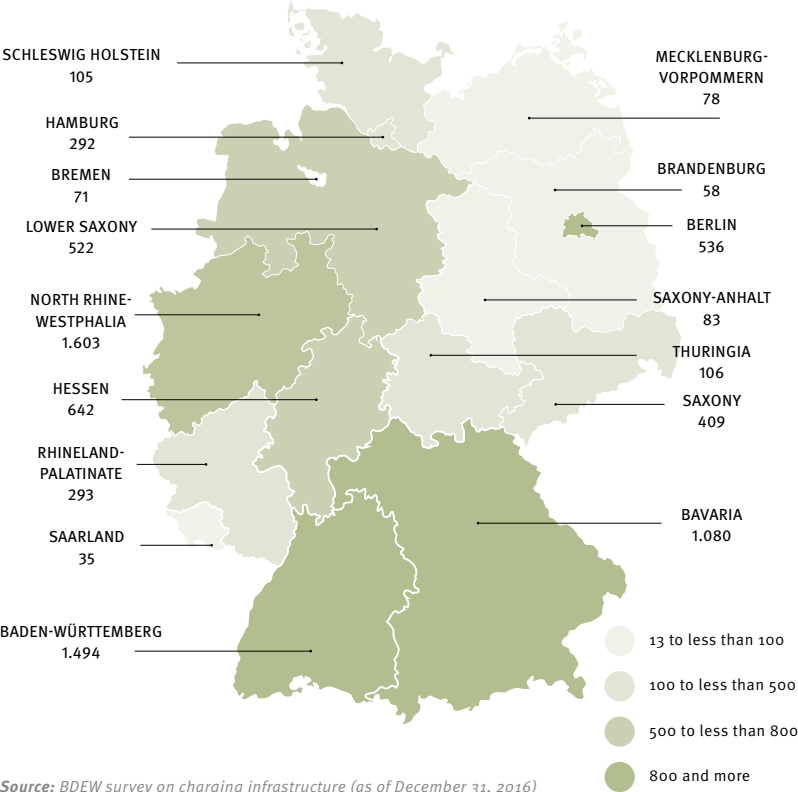 SCHLESWIG HOLSTEIN
105
HAMBURG
292
BREMEN
71
LOWER SAXONY
522
NORTH RHINE-
WESTPHALIA
1.603
HESSEN
642
RHINELAND-
PALATINATE
293
SAARLAND
35
BADEN-WÜRTTEMBERG
1.494
MECKLENBURG-
VORPOMMERN
78
BRANDENBURG
58
BERLIN
536
SAXONY-ANHALT
83
THURINGIA
106
SAXONY
409
BAVARIA
1.080
13 to less than 100
100 to less than 500
500 to less than 800
800 and more
Source: BDEW survey on charging infrastructure (as of December 31, 2016)